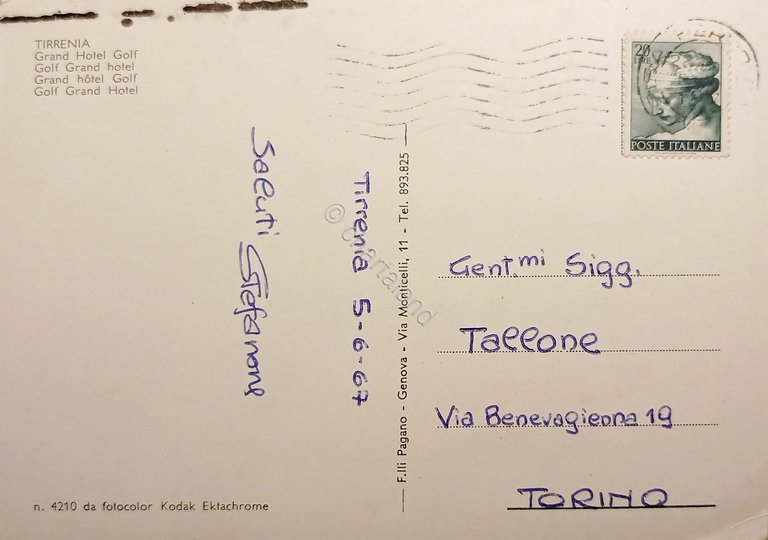 TIRRENIA
Grand Hotel Golf
Golf Grand hotel
Grand hôtel Golf
Golf Grand Hotel
Saluti Stefanone
Tirrenia 5-6-67
© Chartaland
F.lli Pagano - Genova - Via Monticelli, 11 - Tel. 893.825
20 LIRE
POSTE ITALIANE
Gent.mi Sigg.
Tallone
Via Benevagienna 19
TORINO
n. 4210 da fotocolor Kodak Ektachrome